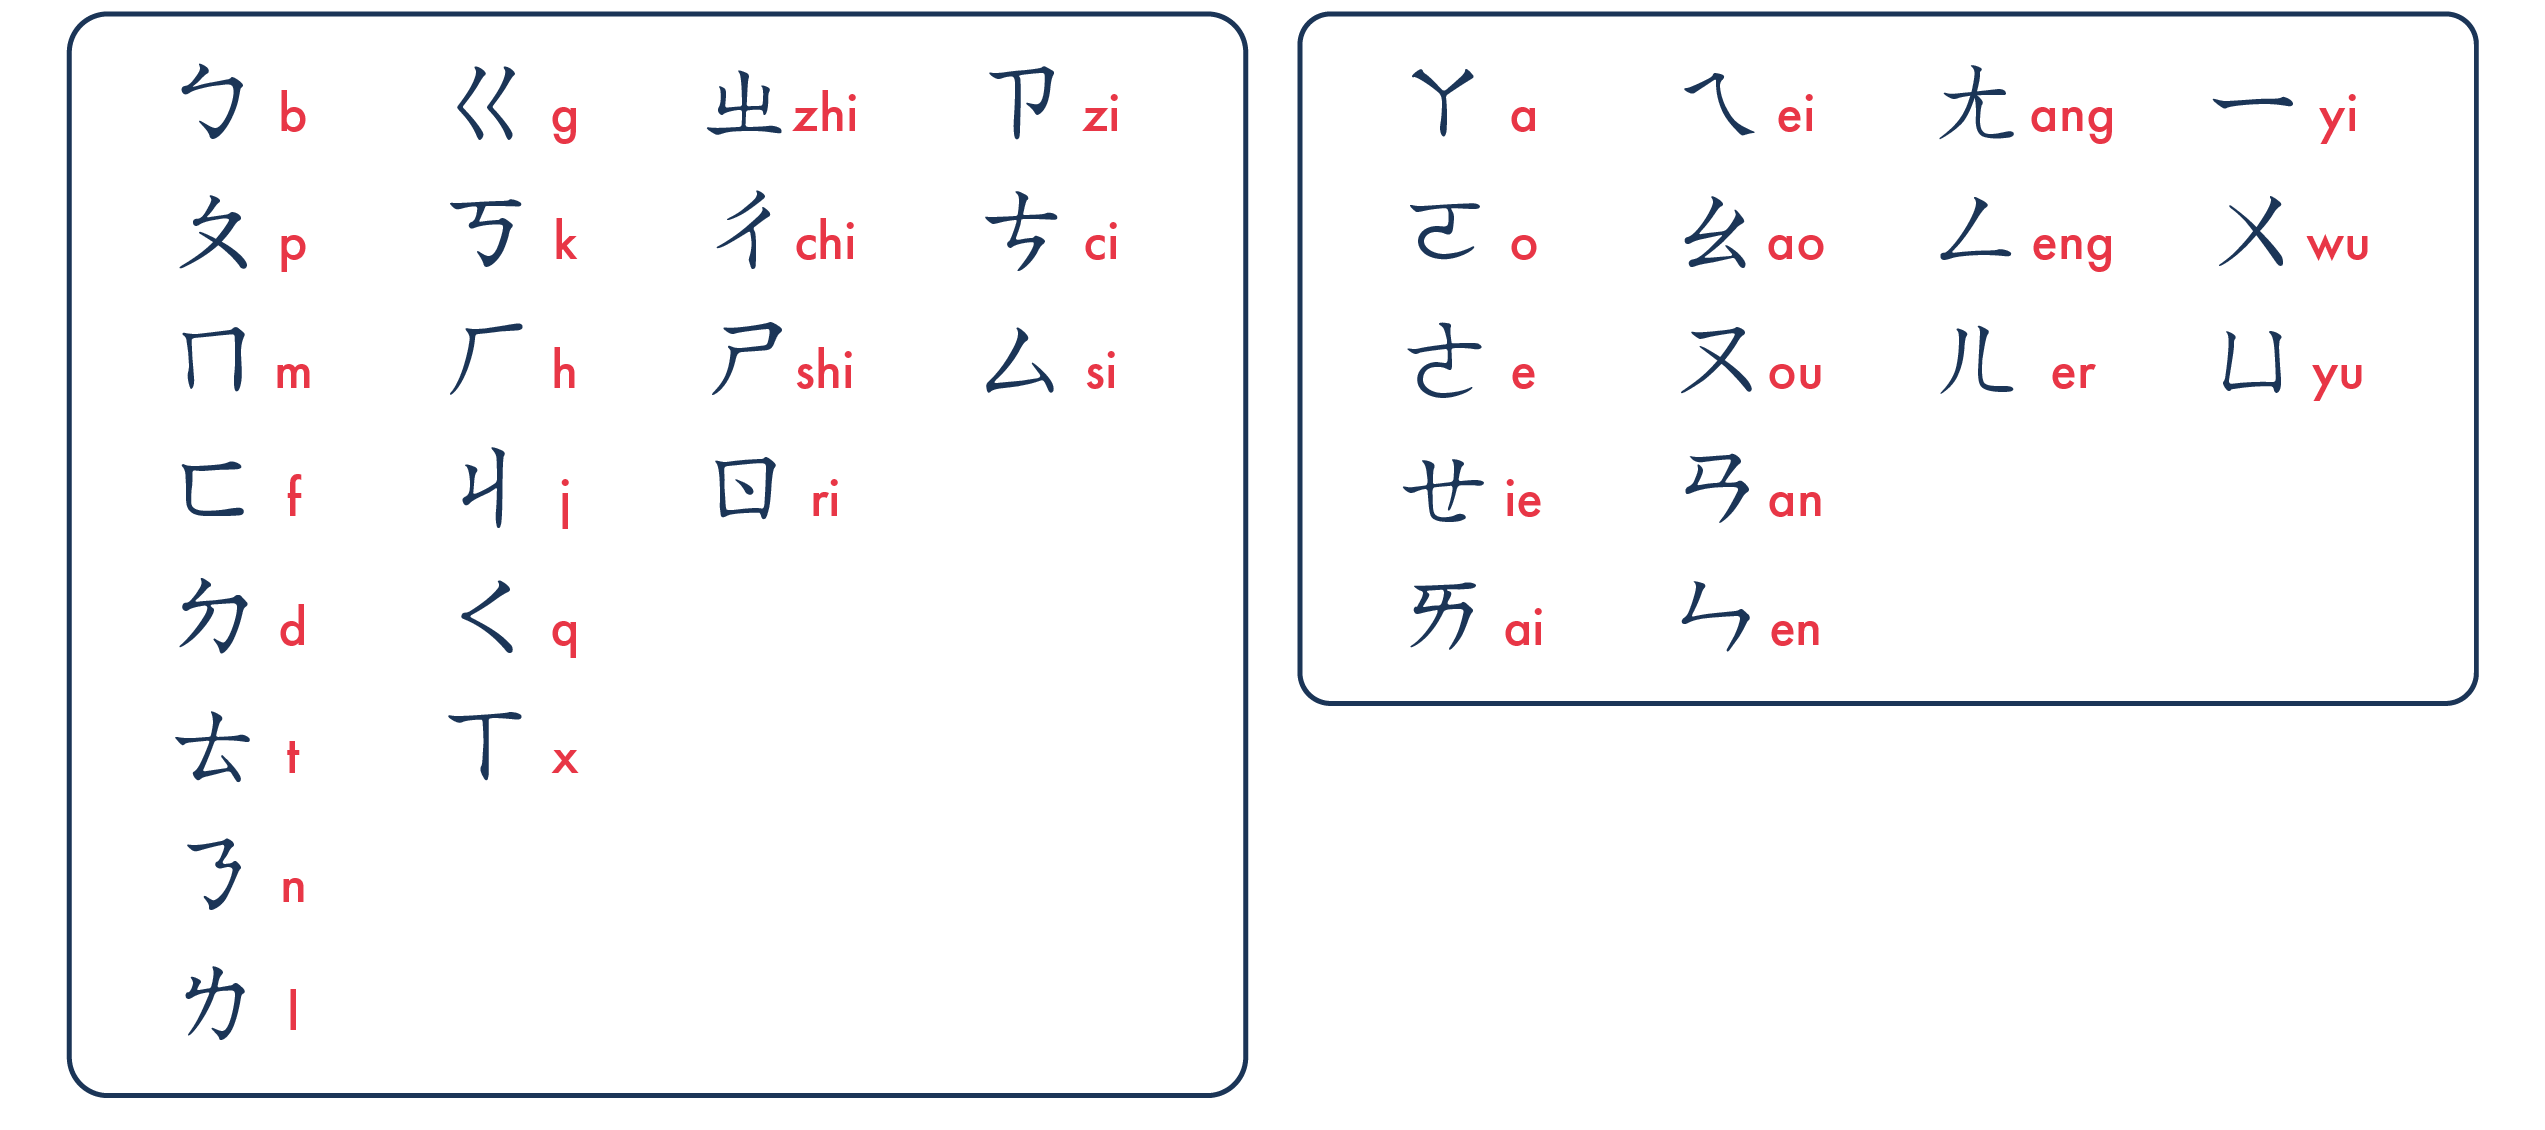 ㄅ b ㄍ g ㄓ zhi ㄗ zi
ㄆ p ㄎ k ㄔ chi ㄘ ci
ㄇ m ㄏ h ㄕ shi ㄙ si
ㄈ f ㄐ j ㄖ ri
ㄉ d ㄑ q
ㄊ t ㄒ x
ㄋ n
ㄌ l
ㄚ a ㄟ ei ㄤ ang ㄧ yi
ㄛ o ㄠ ao ㄥ eng ㄨ wu
ㄜ e ㄡ ou ㄦ er ㄩ yu
ㄝ ie ㄢ an
ㄞ ai ㄣ en